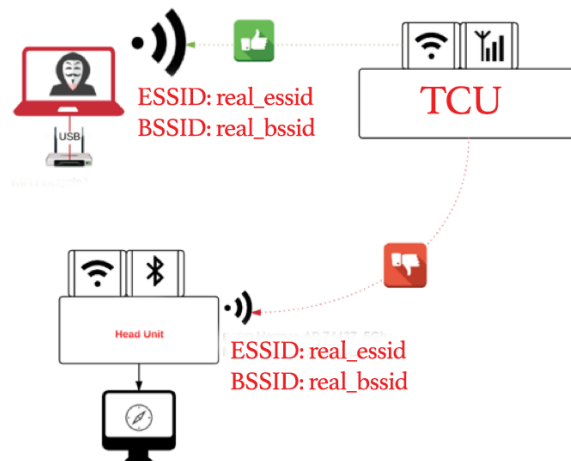 ESSID: real_essid
BSSID: real_bssid
TCU
USB
Head Unit
ESSID: real_essid
BSSID: real_bssid